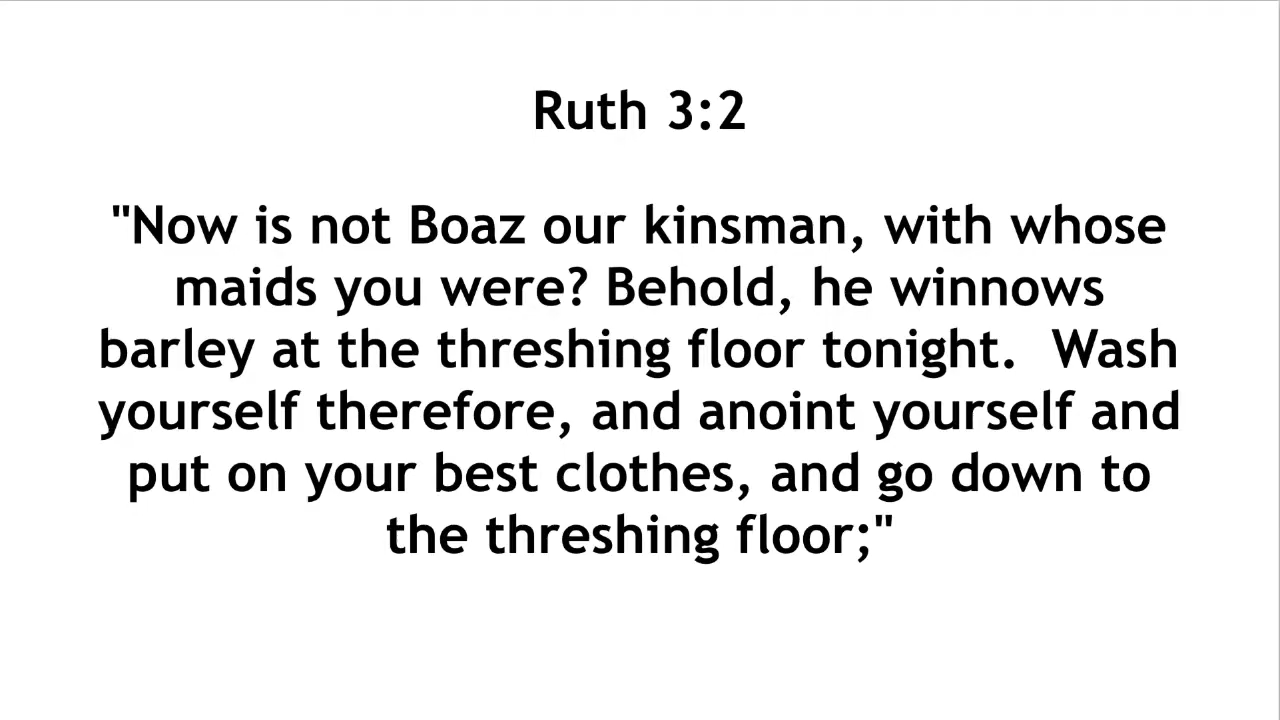 Ruth 3:2
"Now is not Boaz our kinsman, with whose
maids you were? Behold, he winnows
barley at the threshing floor tonight.  Wash
yourself therefore, and anoint yourself and
put on your best clothes, and go down to
the threshing floor;"